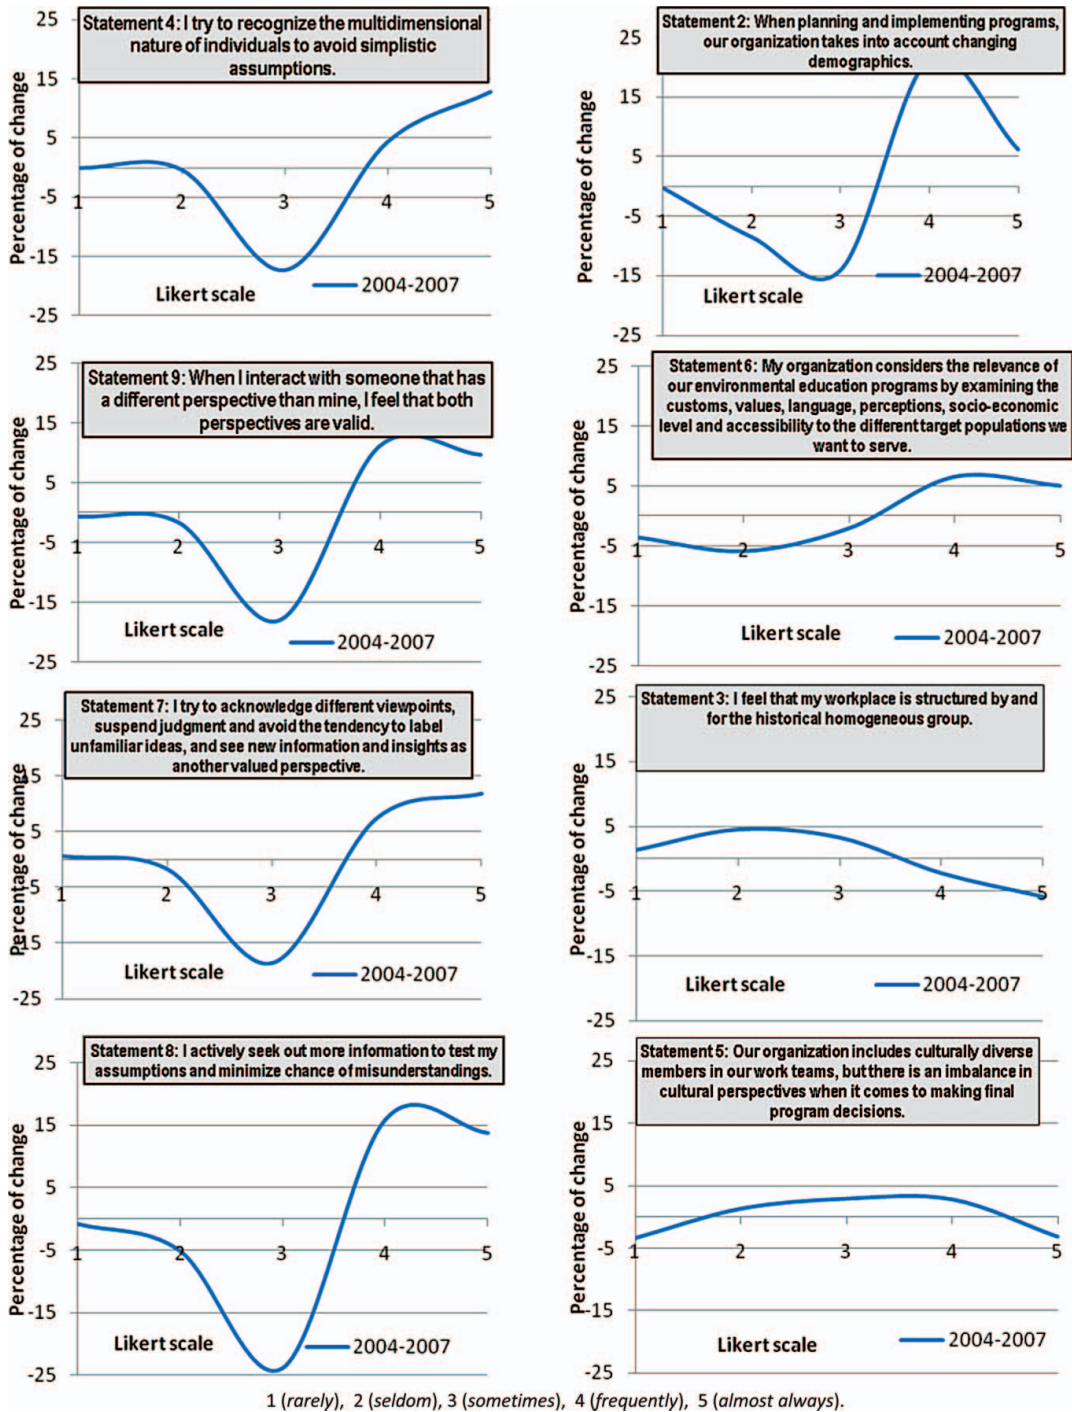 Statement 4: I try to recognize the multidimensional
nature of individuals to avoid simplistic
assumptions.
Percentage of change
25
15
5
-5
-15
-25
1 2 3 4 5
Likert scale
2004-2007
Statement 2: When planning and implementing programs,
our organization takes into account changing
demographics.
Percentage of change
25
15
5
-5
-15
-25
1 2 3 4 5
Likert scale
2004-2007
Statement 9: When I interact with someone that has
a different perspective than mine, I feel that both
perspectives are valid.
Percentage of change
25
15
5
-5
-15
-25
1 2 3 4 5
Likert scale
2004-2007
Statement 6: My organization considers the relevance of
our environmental education programs by examining the
customs, values, language, perceptions, socio-economic
level and accessibility to the different target populations we
want to serve.
Percentage of change
25
15
5
-5
-15
-25
1 2 3 4 5
Likert scale
2004-2007
Statement 7: I try to acknowledge different viewpoints,
suspend judgment and avoid the tendency to label
unfamiliar ideas, and see new information and insights as
another valued perspective.
Percentage of change
25
15
5
-5
-15
-25
1 2 3 4 5
Likert scale
2004-2007
Statement 3: I feel that my workplace is structured by and
for the historical homogeneous group.
Percentage of change
25
15
5
-5
-15
-25
1 2 3 4 5
Likert scale
2004-2007
Statement 8: I actively seek out more information to test my
assumptions and minimize chance of misunderstandings.
Percentage of change
25
15
5
-5
-15
-25
1 2 3 4 5
Likert scale
2004-2007
Statement 5: Our organization includes culturally diverse
members in our work teams, but there is an imbalance in
cultural perspectives when it comes to making final
program decisions.
Percentage of change
25
15
5
-5
-15
-25
1 2 3 4 5
Likert scale
2004-2007
1 (rarely), 2 (seldom), 3 (sometimes), 4 (frequently), 5 (almost always).